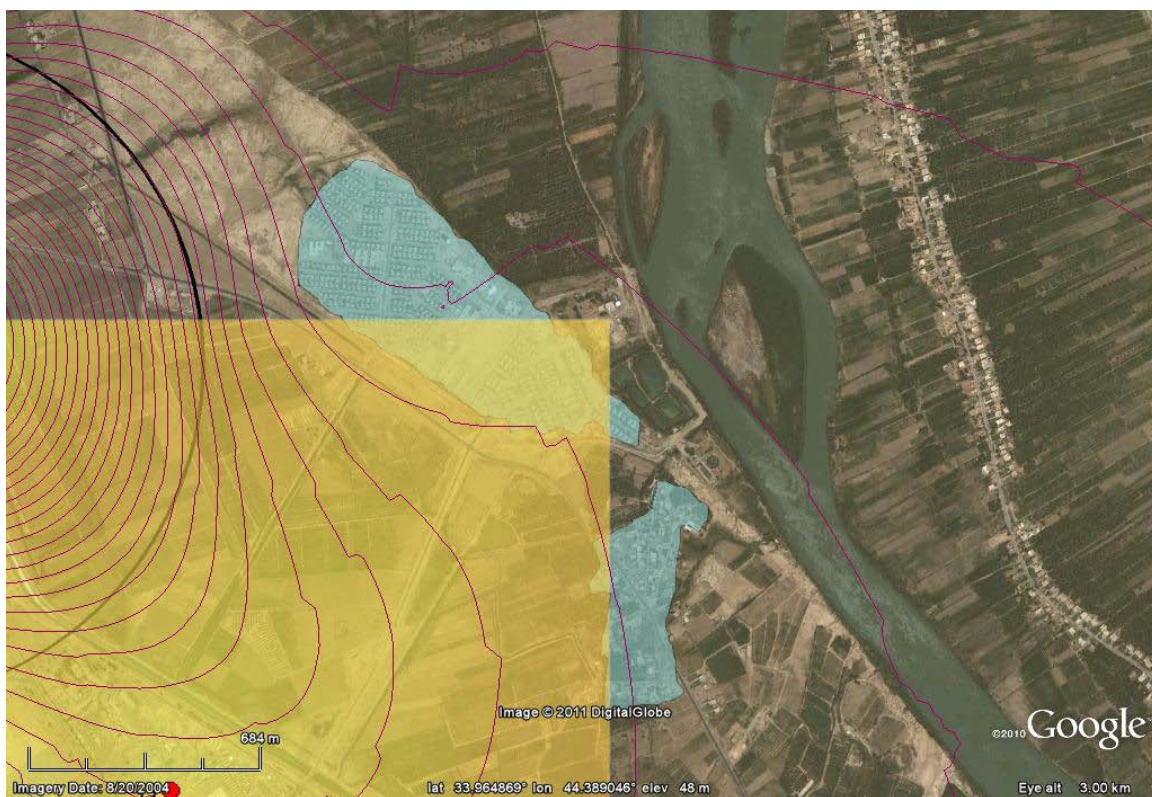 Image © 2011 DigitalGlobe
©2010 Google
684 m
Imagery Date: 8/20/2004 lat 33.964869° lon 44.389046° elev 48 m Eye alt 3.00 km